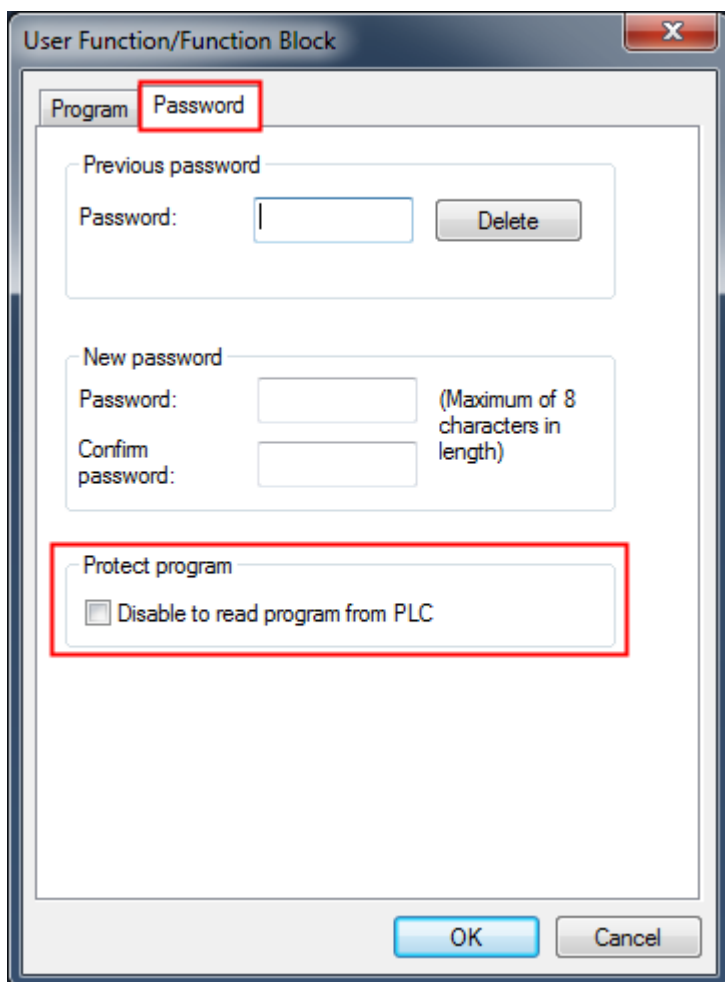 User Function/Function Block
Program
Password
Previous password
Password:
Delete
New password
Password:
(Maximum of 8
characters in
length)
Confirm
password:
Protect program
Disable to read program from PLC
OK
Cancel